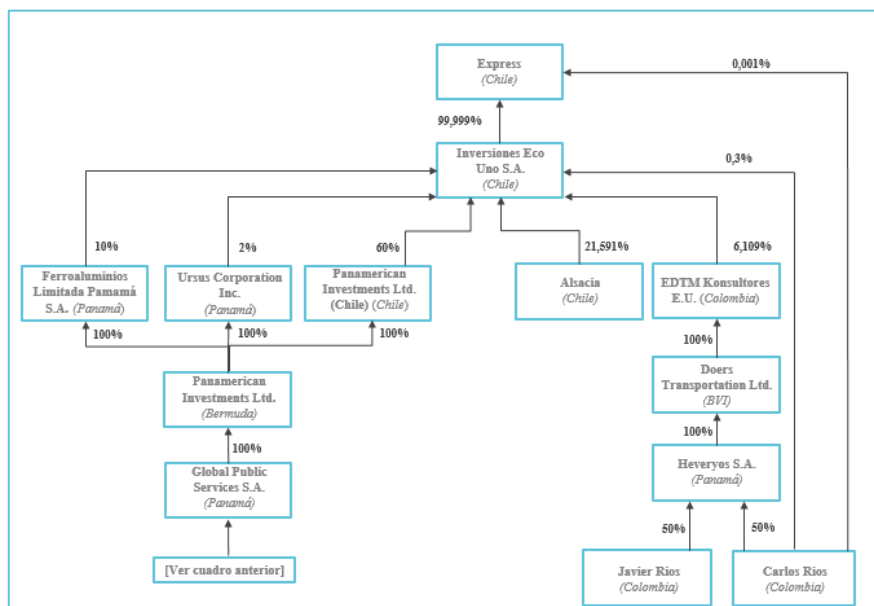 Express
(Chile)
0,001%
99,999%
Inversiones Eco
Uno S.A.
(Chile)
0,3%
10%
2%
60%
21,591%
6,109%
Ferroaluminios
Limitada Pamamá
S.A. (Panamá)
Ursus Corporation
Inc.
(Panamá)
Panamerican
Investments Ltd.
(Chile) (Chile)
Alsacia
(Chile)
EDTM Konsultores
E.U. (Colombia)
100%
100%
100%
100%
Panamerican
Investments Ltd.
(Bermuda)
Doers
Transportation Ltd.
(BVI)
100%
100%
Global Public
Services S.A.
(Panamá)
Heveryos S.A.
(Panamá)
50%
50%
[Ver cuadro anterior]
Javier Rios
(Colombia)
Carlos Rios
(Colombia)